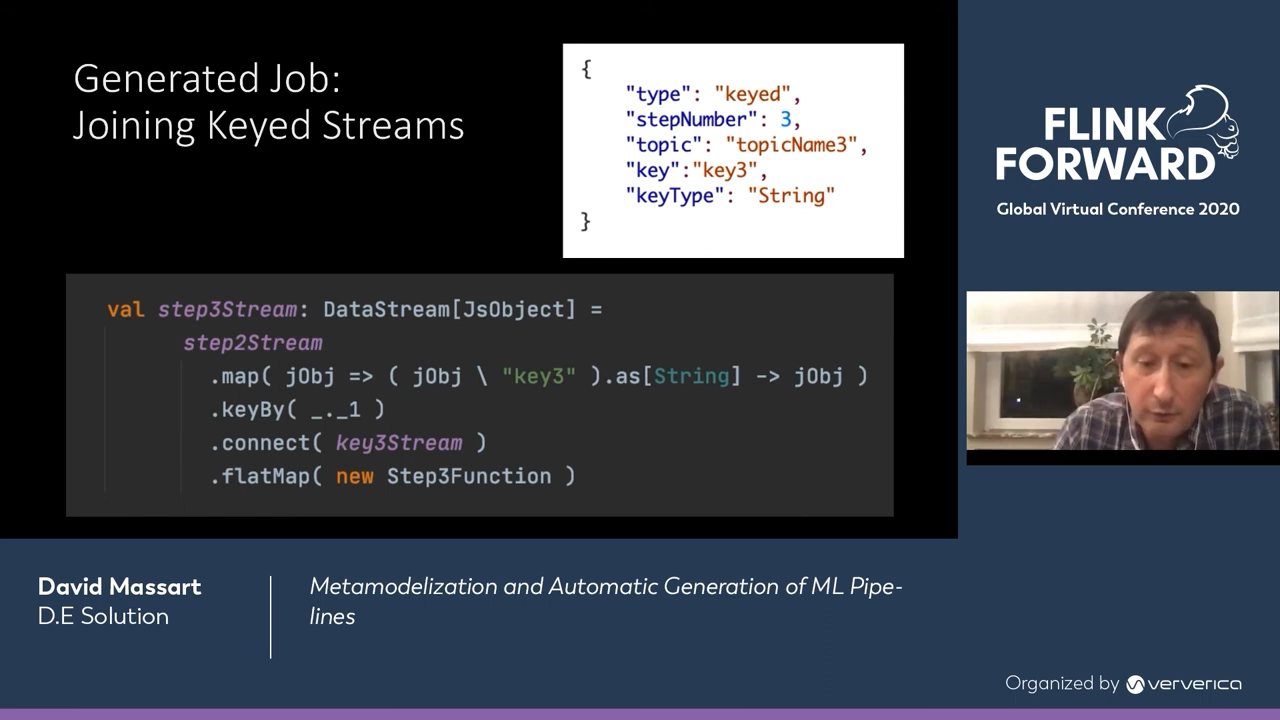 Generated Job:
Joining Keyed Streams
{
"type": "keyed",
"stepNumber": 3,
"topic": "topicName3",
"key":"key3",
"keyType": "String"
}
val step3Stream: DataStream[JsObject] =
step2Stream
.map( jObj => ( jObj \ "key3" ).as[String] -> jObj )
.keyBy( _._1 )
.connect( key3Stream )
.flatMap( new Step3Function )
FLINK
FORWARD
Global Virtual Conference 2020
David Massart
D.E Solution
Metamodelization and Automatic Generation of ML Pipe-
lines
Organized by ververica